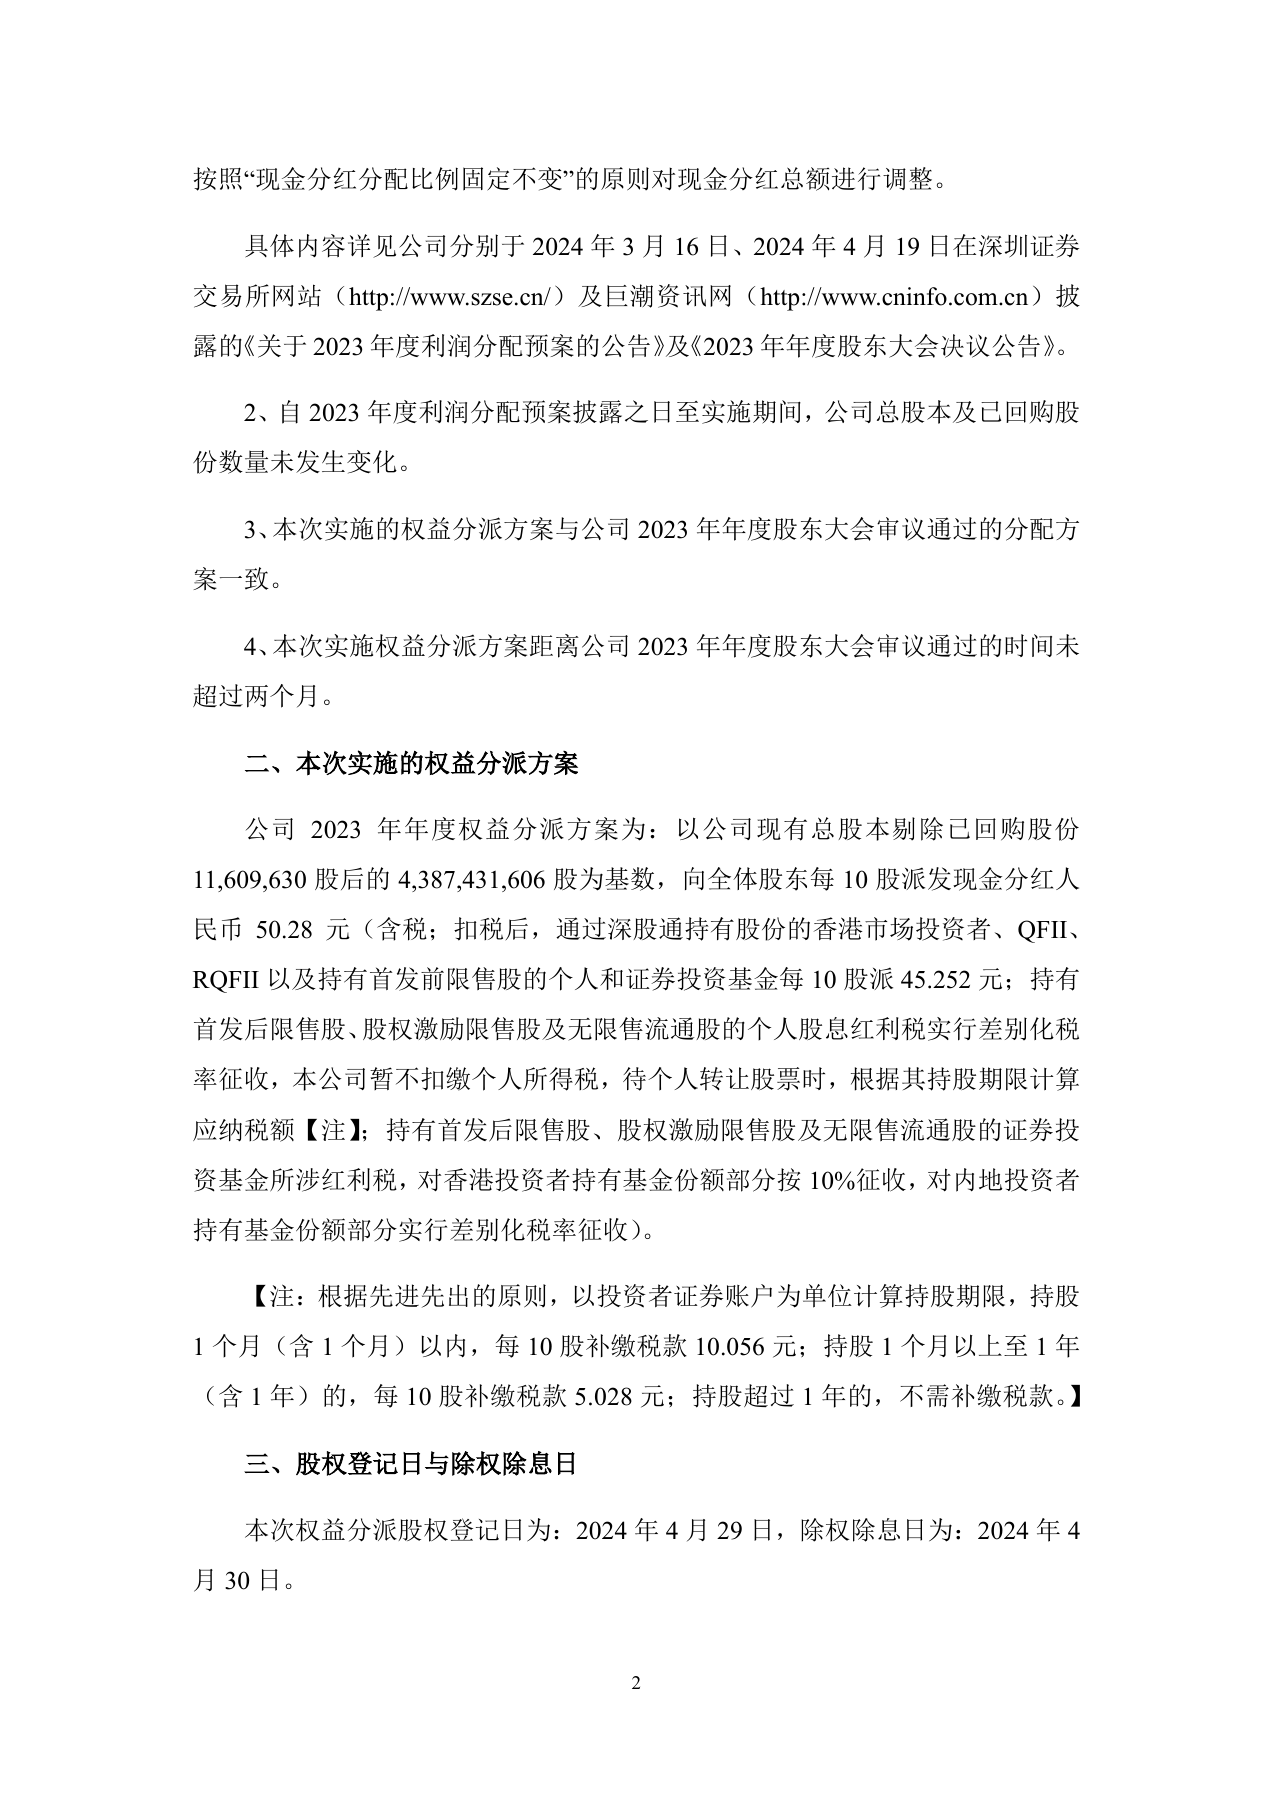 按照“现金分红分配比例固定不变”的原则对现金分红总额进行调整。
具体内容详见公司分别于 2024 年 3 月 16 日、2024 年 4 月 19 日在深圳证券
交易所网站（http://www.szse.cn/）及巨潮资讯网（http://www.cninfo.com.cn）披
露的《关于 2023 年度利润分配预案的公告》及《2023 年年度股东大会决议公告》。
2、自 2023 年度利润分配预案披露之日至实施期间，公司总股本及已回购股
份数量未发生变化。
3、本次实施的权益分派方案与公司 2023 年年度股东大会审议通过的分配方
案一致。
4、本次实施权益分派方案距离公司 2023 年年度股东大会审议通过的时间未
超过两个月。
二、本次实施的权益分派方案
公司 2023 年年度权益分派方案为：以公司现有总股本剔除已回购股份
11,609,630 股后的 4,387,431,606 股为基数，向全体股东每 10 股派发现金分红人
民币 50.28 元（含税；扣税后，通过深股通持有股份的香港市场投资者、QFII、
RQFII 以及持有首发前限售股的个人和证券投资基金每 10 股派 45.252 元；持有
首发后限售股、股权激励限售股及无限售流通股的个人股息红利税实行差别化税
率征收，本公司暂不扣缴个人所得税，待个人转让股票时，根据其持股期限计算
应纳税额【注】；持有首发后限售股、股权激励限售股及无限售流通股的证券投
资基金所涉红利税，对香港投资者持有基金份额部分按 10%征收，对内地投资者
持有基金份额部分实行差别化税率征收）。
【注：根据先进先出的原则，以投资者证券账户为单位计算持股期限，持股
1 个月（含 1 个月）以内，每 10 股补缴税款 10.056 元；持股 1 个月以上至 1 年
（含 1 年）的，每 10 股补缴税款 5.028 元；持股超过 1 年的，不需补缴税款。】
三、股权登记日与除权除息日
本次权益分派股权登记日为：2024 年 4 月 29 日，除权除息日为：2024 年 4
月 30 日。
2